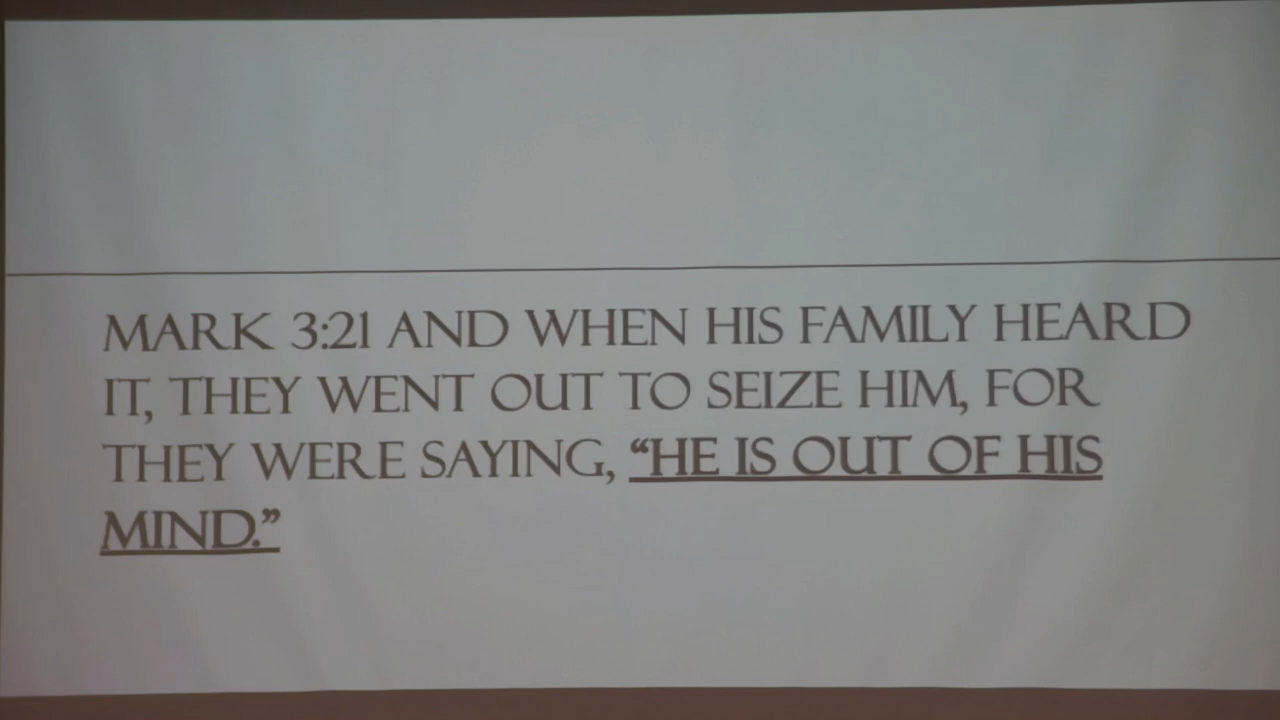 MARK 3:21 AND WHEN HIS FAMILY HEARD
IT, THEY WENT OUT TO SEIZE HIM, FOR
THEY WERE SAYING, “HE IS OUT OF HIS
MIND.”